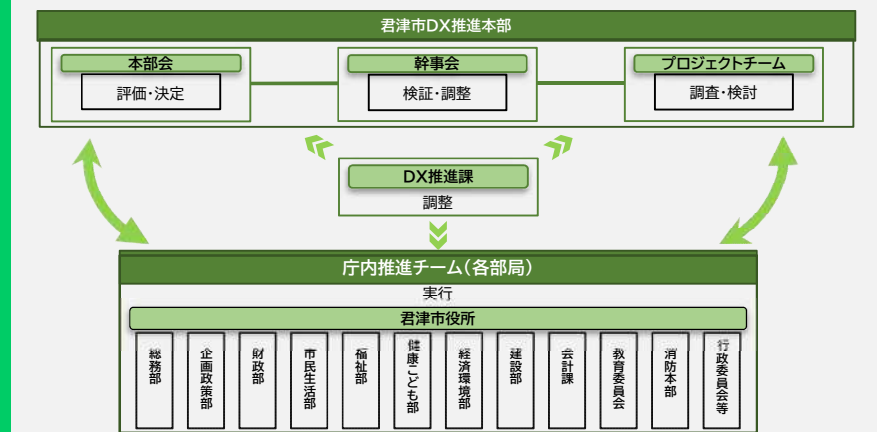 君津市DX推進本部
本部会
評価・決定
幹事会
検証・調整
プロジェクトチーム
調査・検討
DX推進課
調整
庁内推進チーム（各部局）
実行
君津市役所
総務部
企画政策部
財政部
市民生活部
福祉部
健康こども部
経済環境部
建設部
会計課
教育委員会
消防本部
行政委員会等